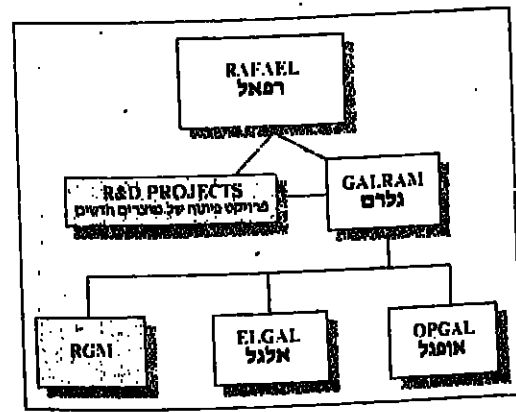 RAFAEL
רפאל
R&D PROJECTS
פרויקט פיתוח של מוצרים חדשים
GALRAM
גלרם
RGM
ELGAL
אלגל
OPGAL
אופגל